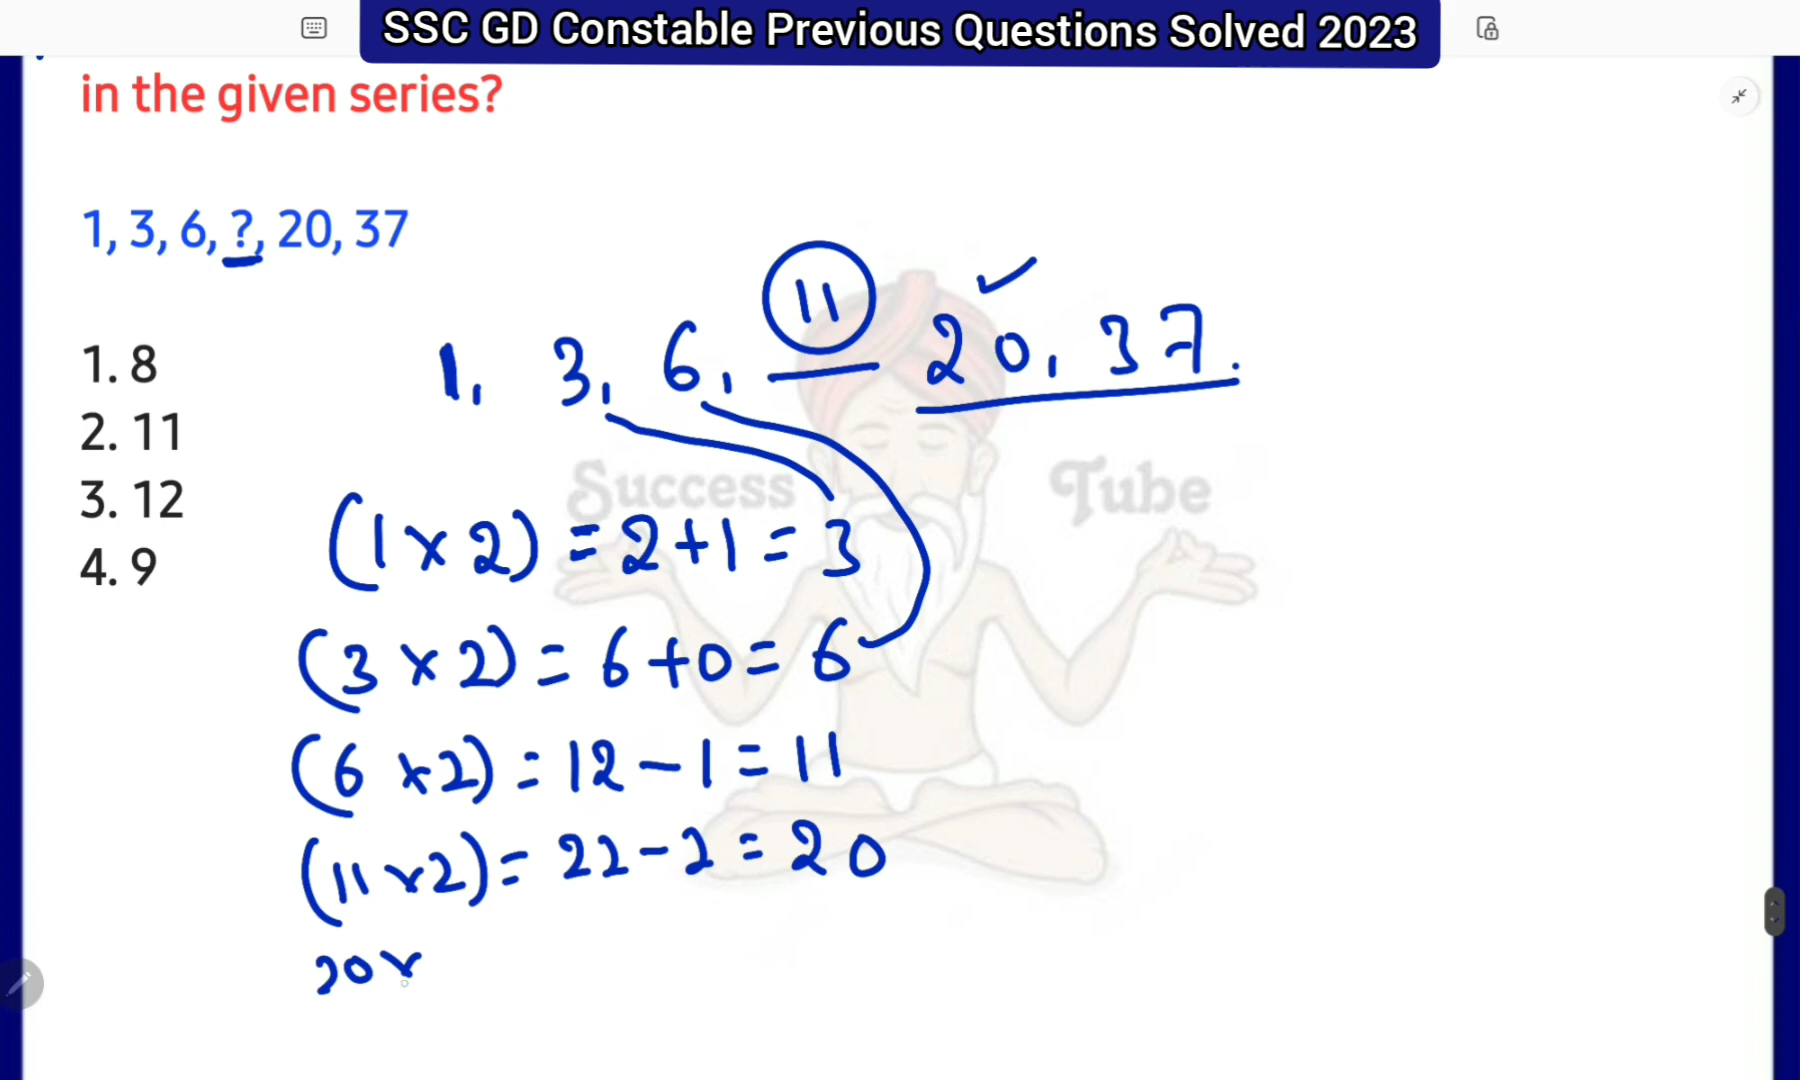 SSC GD Constable Previous Questions Solved 2023
in the given series?
1, 3, 6, ?, 20, 37
1. 8
2. 11
3. 12
4. 9
1, 3, 6, 11 20, 37.
Success Tube
(1 x 2) = 2+1 = 3
(3 x 2) = 6+0 = 6
(6 x 2) = 12 - 1 = 11
(11 x 2) = 22 - 2 = 20
20 x